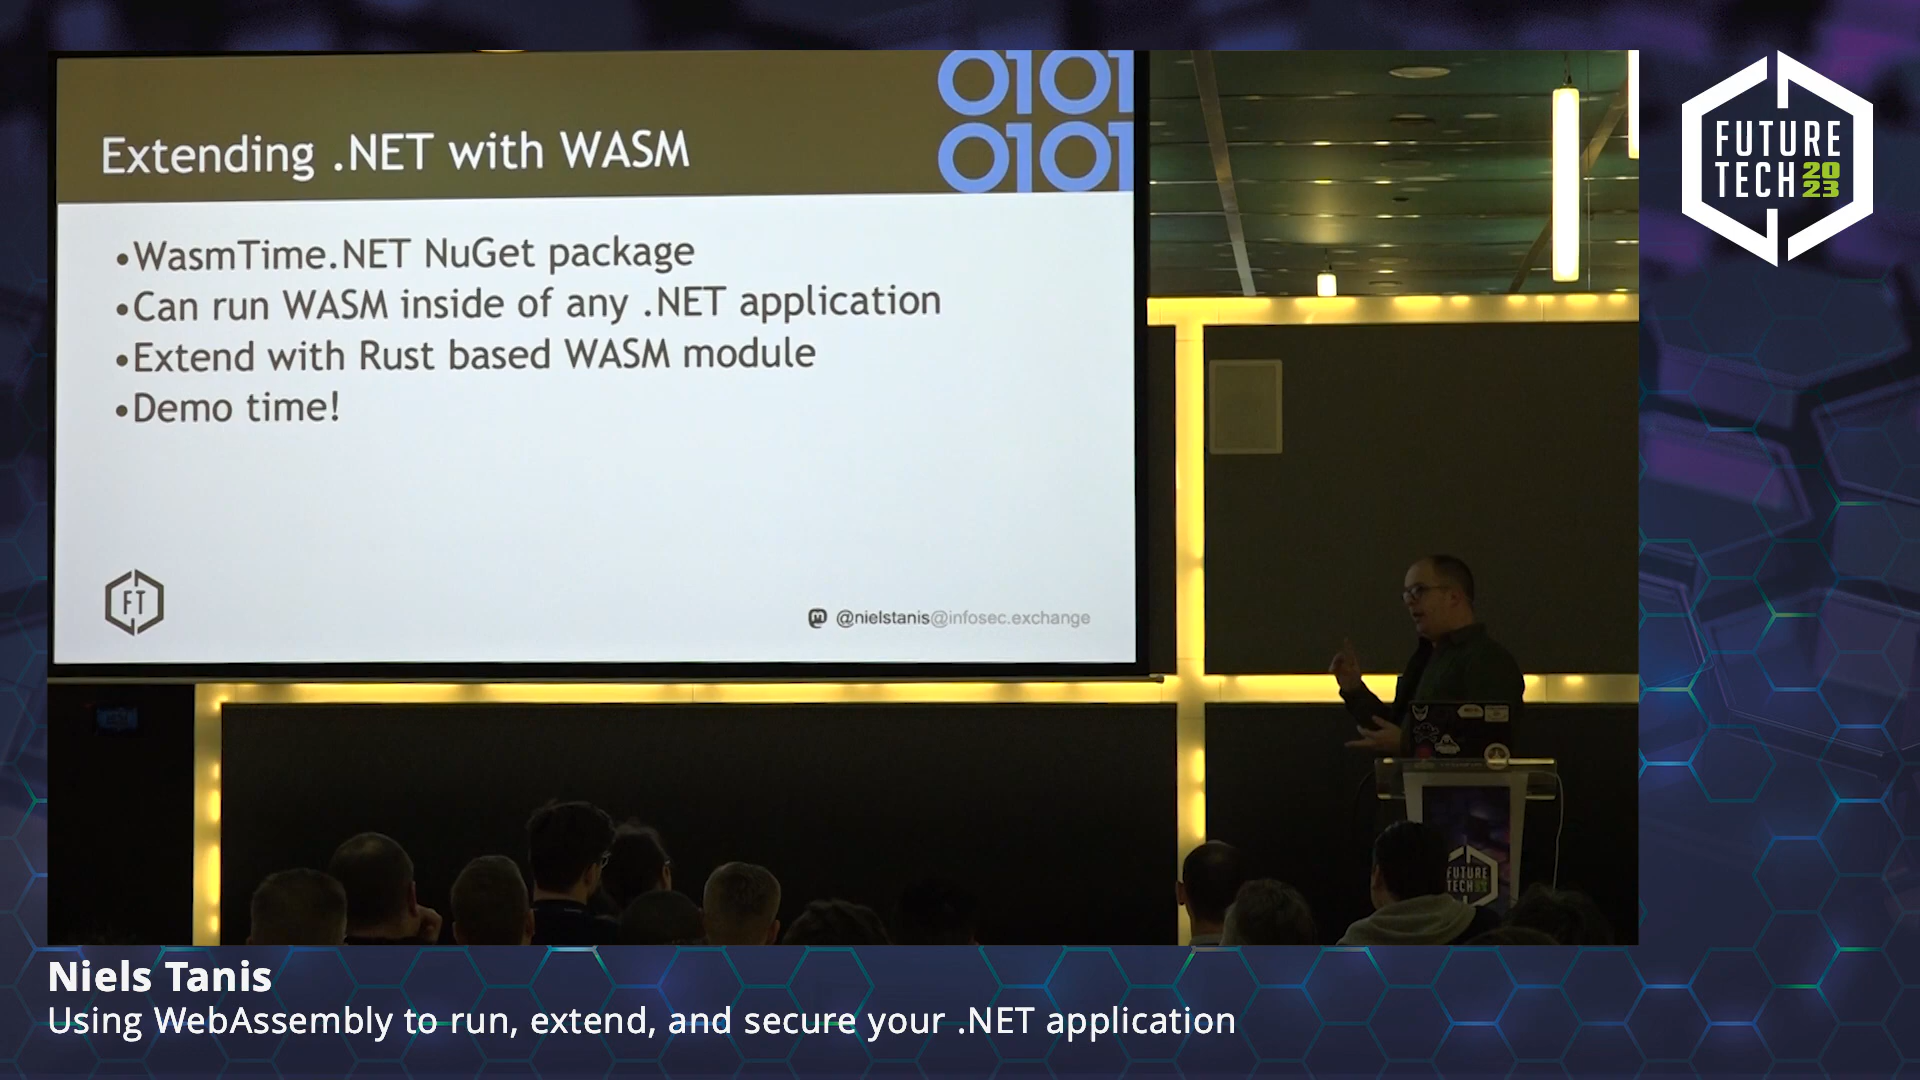 Extending .NET with WASM
0101
0101
•WasmTime.NET NuGet package
•Can run WASM inside of any .NET application
•Extend with Rust based WASM module
•Demo time!
FT
@nielstanis@infosec.exchange
FUTURE
TECH 2023
FUTURE
TECH
Niels Tanis
Using WebAssembly to run, extend, and secure your .NET application